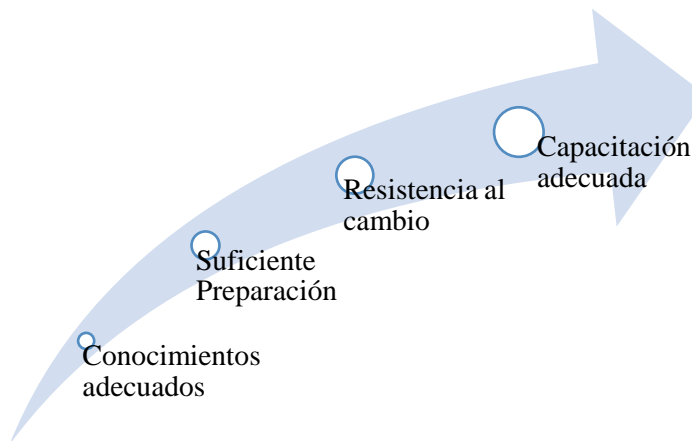 Capacitación
adecuada
Resistencia al
cambio
Suficiente
Preparación
Conocimientos
adecuados